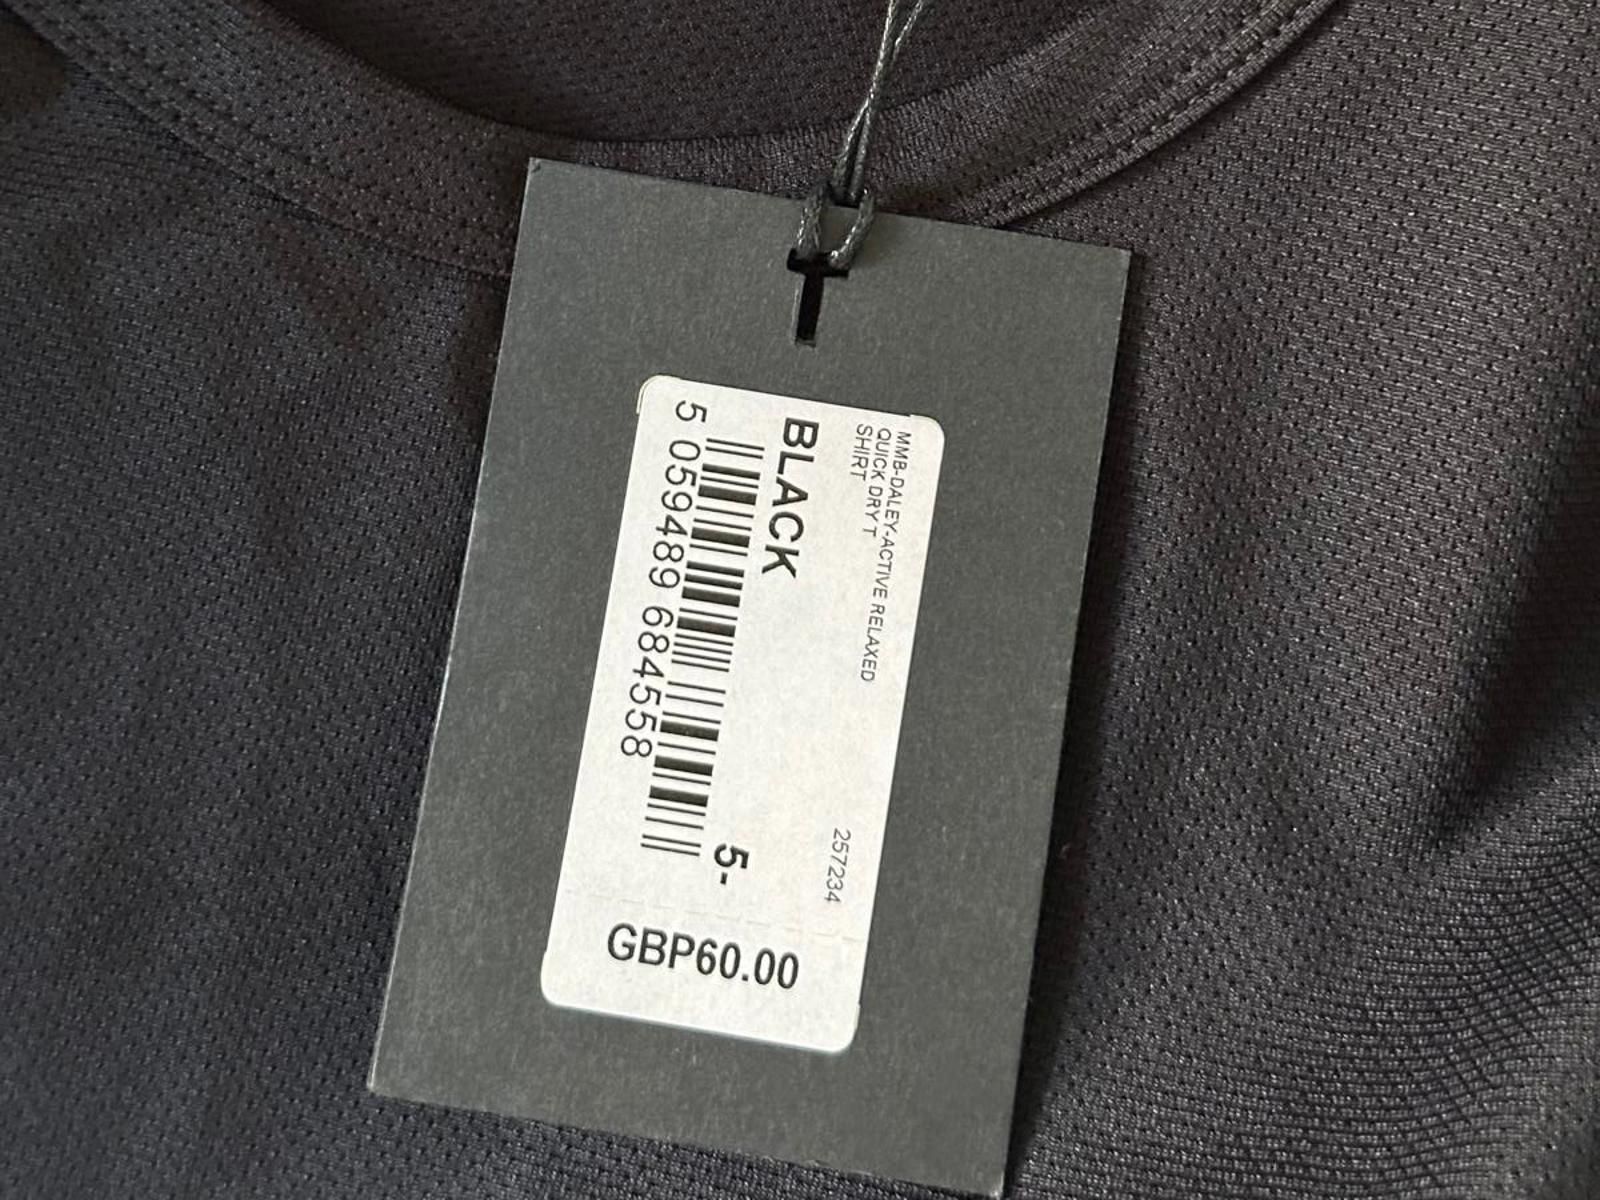 MMB-DALEY-ACTIVE RELAXED
QUICK DRY T
SHIRT
257234
BLACK
5-
5 059489 684558
GBP60.00